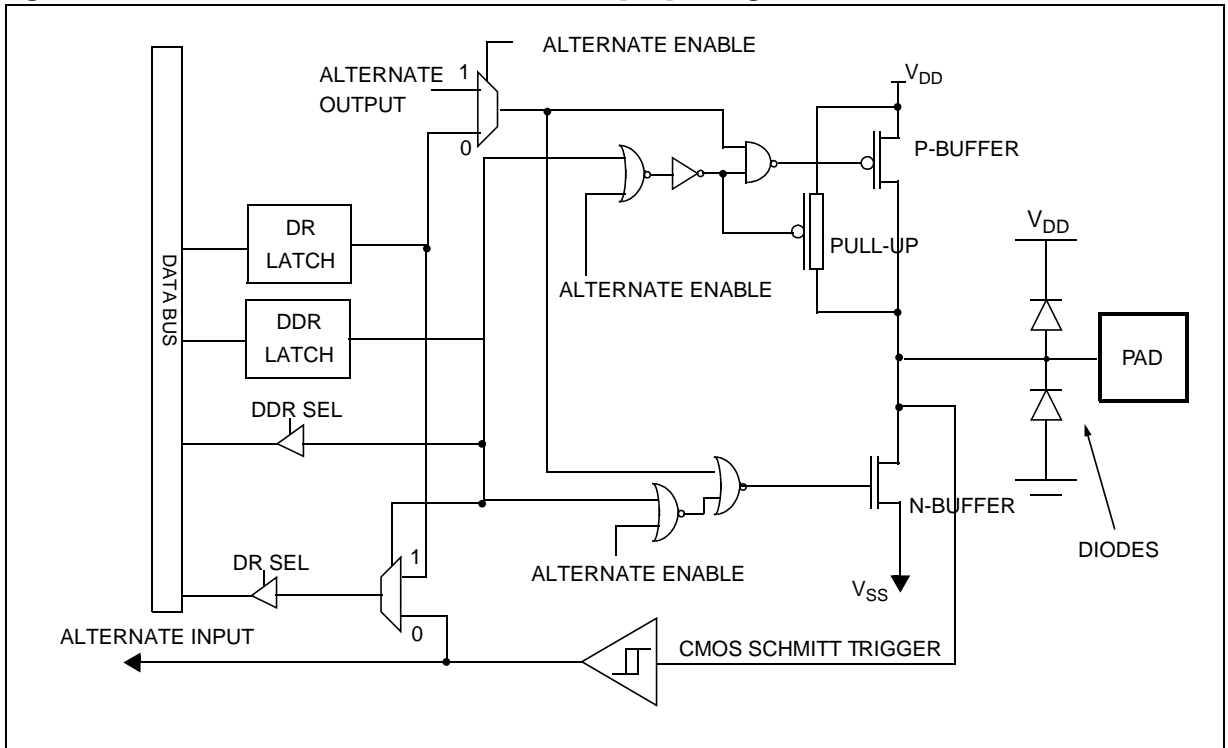 ALTERNATE ENABLE
ALTERNATE
OUTPUT
1
0
VDD
P-BUFFER
DR
LATCH
PULL-UP
VDD
ALTERNATE ENABLE
DATA BUS
DDR
LATCH
PAD
DDR SEL
N-BUFFER
DIODES
DR SEL
1
0
ALTERNATE ENABLE
VSS
ALTERNATE INPUT
CMOS SCHMITT TRIGGER